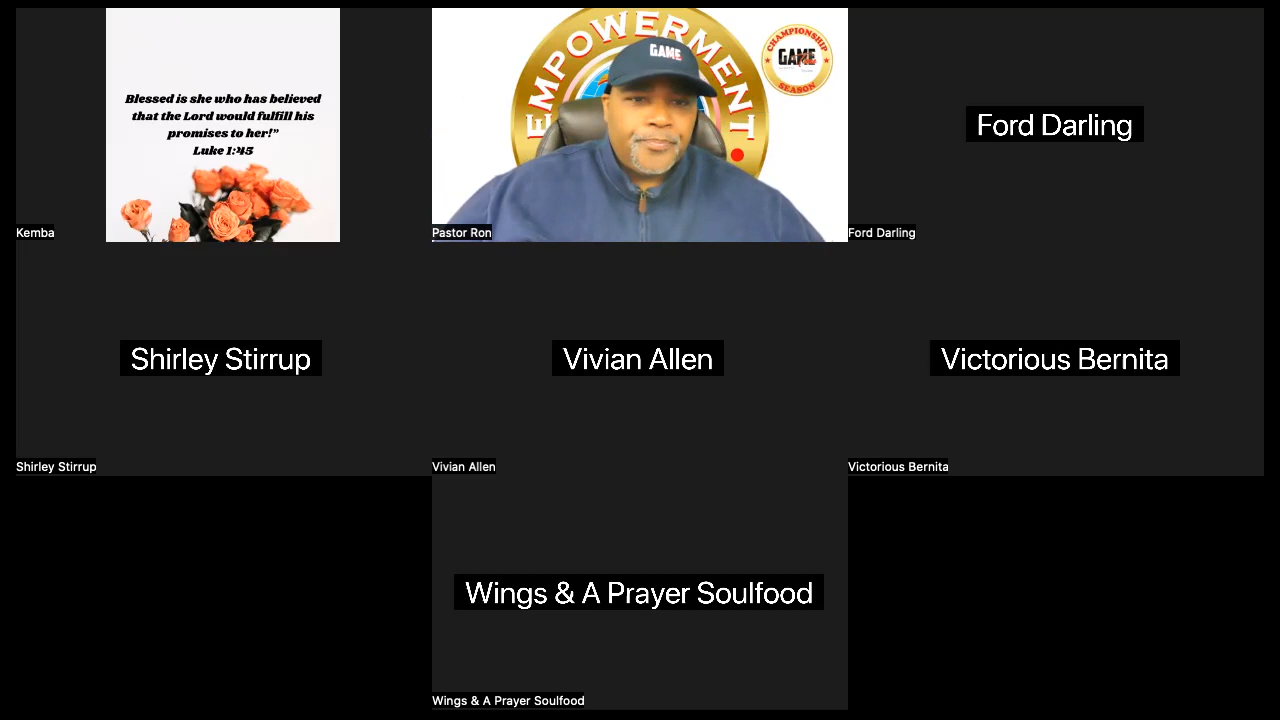 Blessed is she who has believed
that the Lord would fulfill his
promises to her!”
Luke 1:45
Kemba
EMPOWERMENT
GAME
CHAMPIONSHIP
GAME
SEASON
Pastor Ron
Ford Darling
Ford Darling
Shirley Stirrup
Shirley Stirrup
Vivian Allen
Vivian Allen
Victorious Bernita
Victorious Bernita
Wings & A Prayer Soulfood
Wings & A Prayer Soulfood